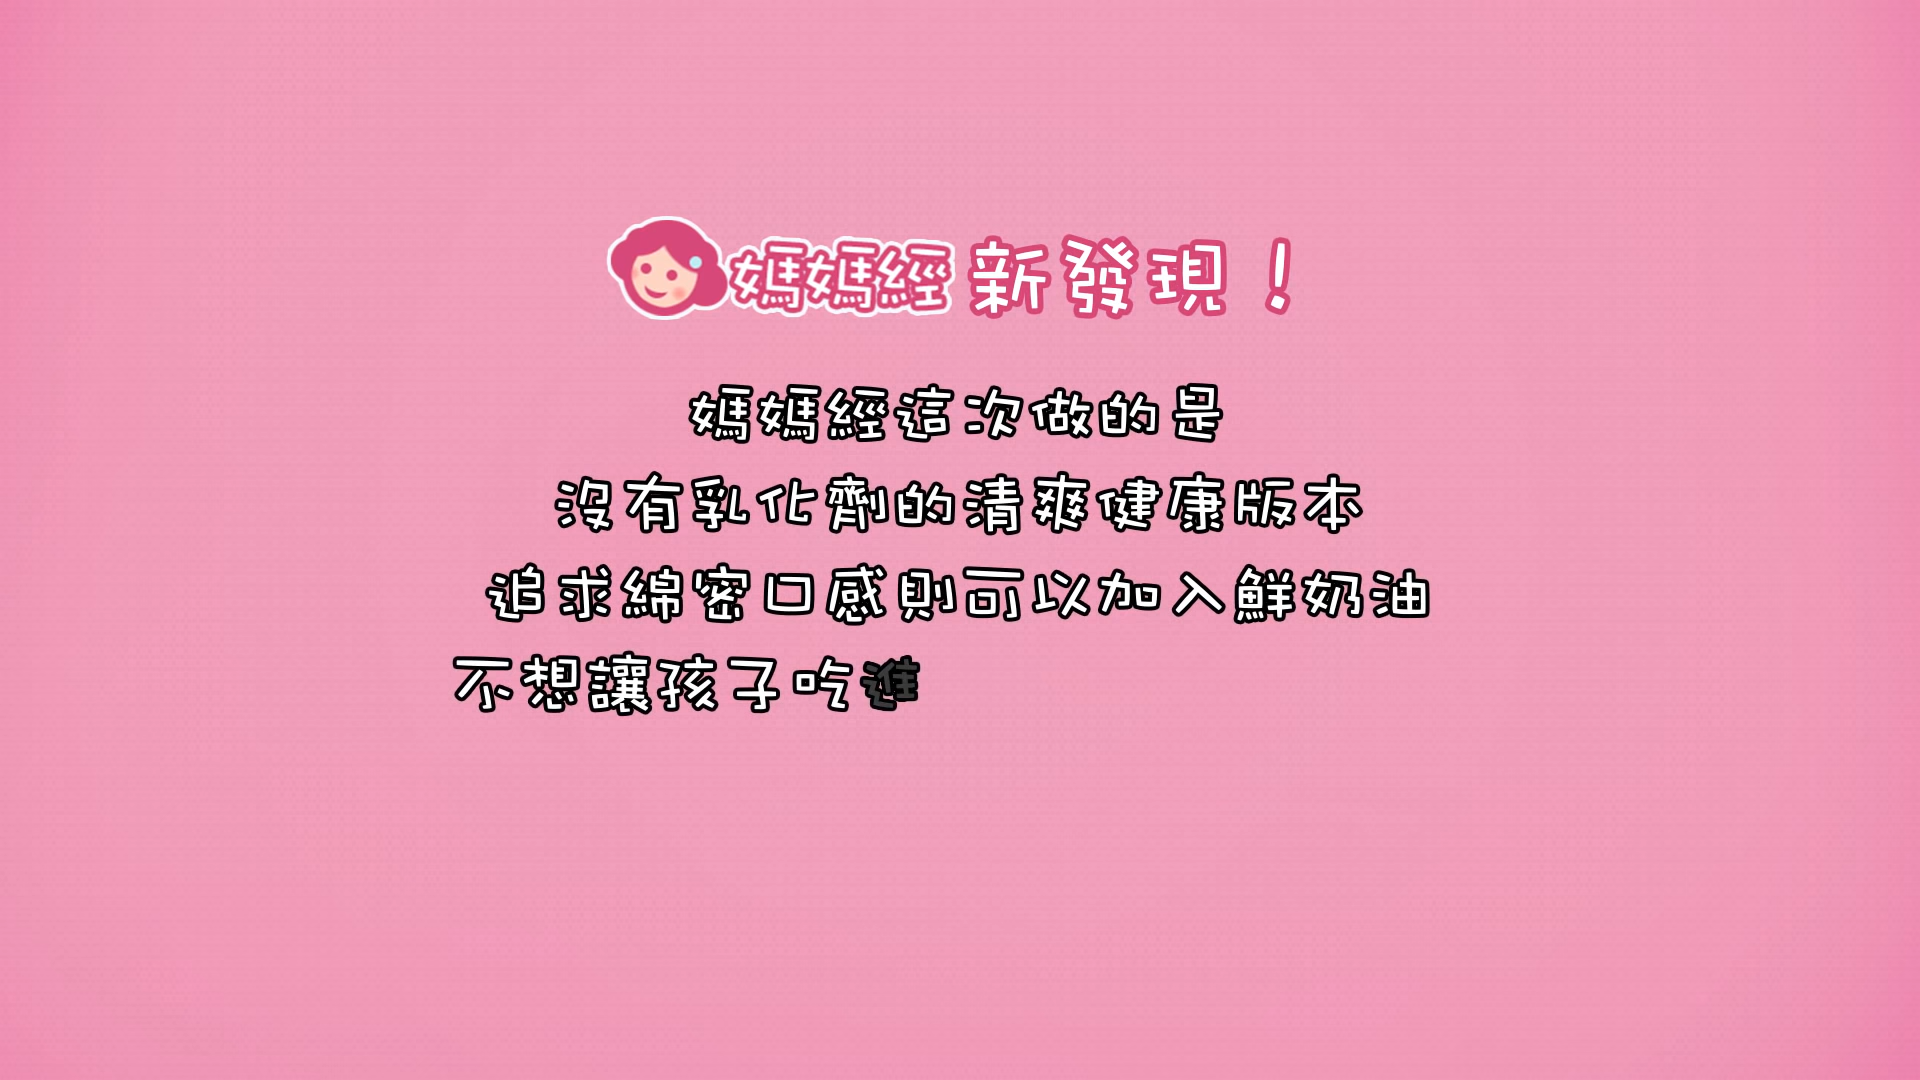 媽媽經 新發現！
媽媽經這次做的是
沒有乳化劑的清爽健康版本
追求綿密口感則可以加入鮮奶油
不想讓孩子吃進